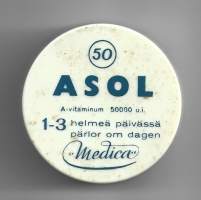 50
ASOL
A-vitaminum 50000 u.i.
1-3 helmeä päivässä
pärlor om dagen
"Medica"